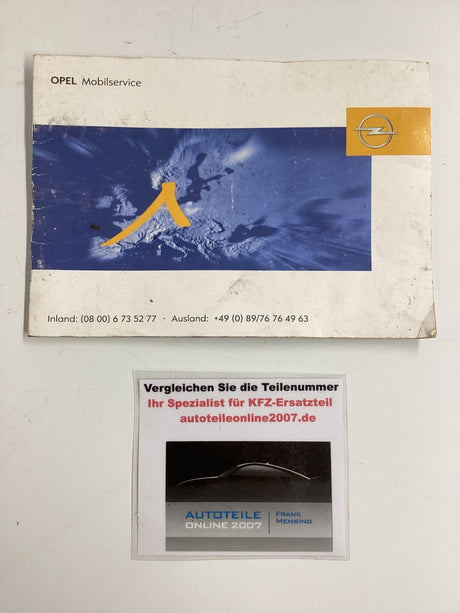 OPEL Mobilservice
Inland: (08 00) 6 73 52 77 · Ausland: +49 (0) 89/76 76 49 63
Vergleichen Sie die Teilenummer
Ihr Spezialist für KFZ-Ersatzteil
autoteileonline2007.de
AUTOTEILE
ONLINE 2007
FRANK
MENSING